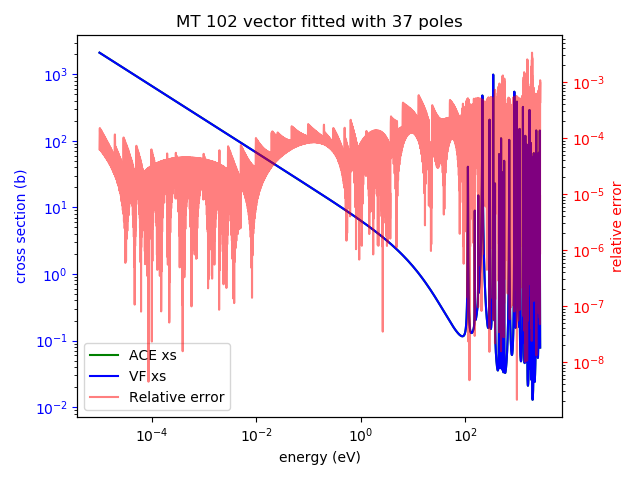 MT 102 vector fitted with 37 poles
10³
10²
10¹
10⁰
10⁻¹
10⁻²
cross section (b)
10⁻³
10⁻⁴
10⁻⁵
10⁻⁶
10⁻⁷
10⁻⁸
relative error
ACE xs
VF xs
Relative error
10⁻⁴ 10⁻² 10⁰ 10²
energy (eV)